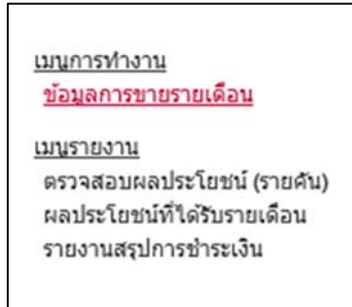 เมนูการทำงาน
ข้อมูลการขายรายเดือน
เมนูรายงาน
ตรวจสอบผลประโยชน์ (รายคัน)
ผลประโยชน์ที่ได้รับรายเดือน
รายงานสรุปการชำระเงิน